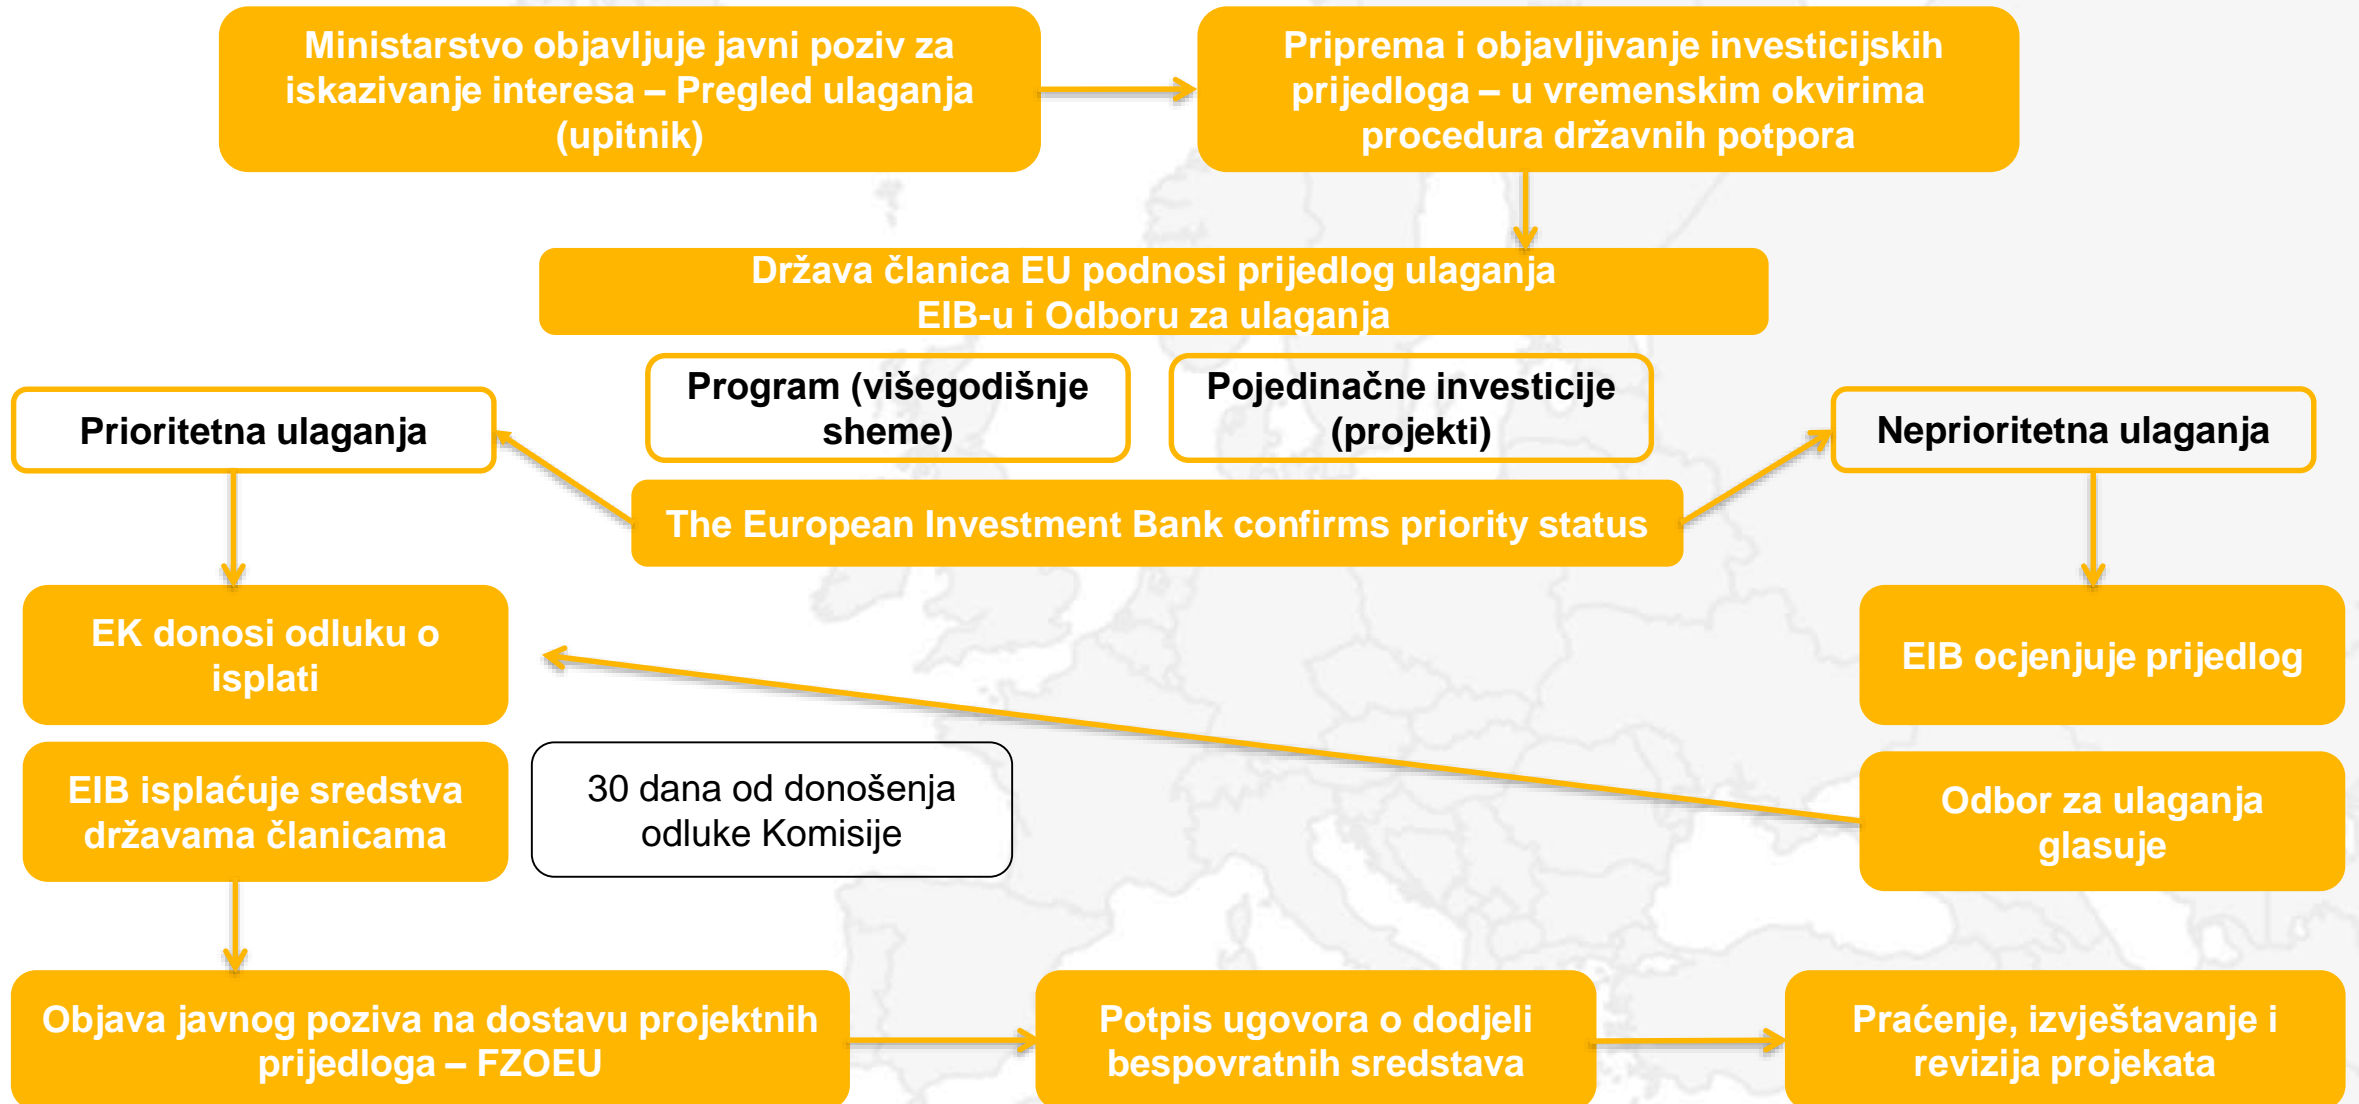 Ministarstvo objavljuje javni poziv za
iskazivanje interesa – Pregled ulaganja
(upitnik)
Priprema i objavljivanje investicijskih
prijedloga – u vremenskim okvirima
procedura državnih potpora
Država članica EU podnosi prijedlog ulaganja
EIB-u i Odboru za ulaganja
Program (višegodišnje
sheme)
Pojedinačne investicije
(projekti)
Prioritetna ulaganja
Neprioritetna ulaganja
The European Investment Bank confirms priority status
EK donosi odluku o
isplati
EIB ocjenjuje prijedlog
EIB isplaćuje sredstva
državama članicama
30 dana od donošenja
odluke Komisije
Odbor za ulaganja
glasuje
Objava javnog poziva na dostavu projektnih
prijedloga – FZOEU
Potpis ugovora o dodjeli
bespovratnih sredstava
Praćenje, izvještavanje i
revizija projekata